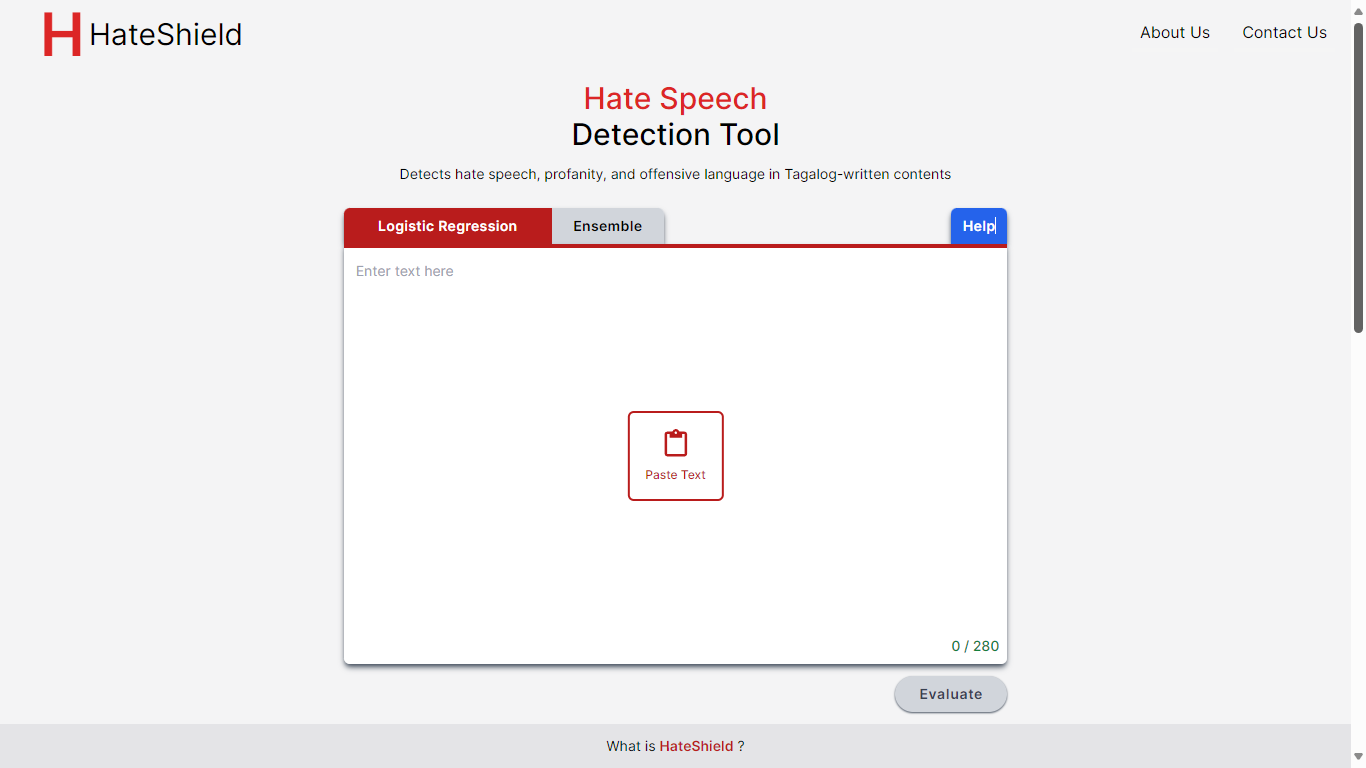 H HateShield
About Us
Contact Us
Hate Speech
Detection Tool
Detects hate speech, profanity, and offensive language in Tagalog-written contents
Logistic Regression
Ensemble
Help
Enter text here
Paste Text
0 / 280
Evaluate
What is HateShield ?